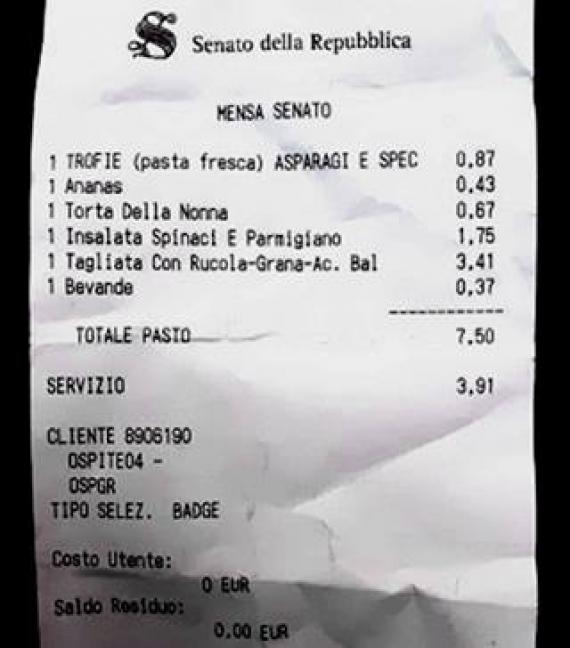 S Senato della Repubblica
MENSA SENATO
1 TROFIE (pasta fresca) ASPARAGI E SPEC 0,87
1 Ananas 0,43
1 Torta Della Nonna 0,67
1 Insalata Spinaci E Parmigiano 1,75
1 Tagliata Con Rucola-Grana-Ac. Bal 3,41
1 Bevande 0,37
------------
TOTALE PASTO 7,50
SERVIZIO 3,91
CLIENTE 8906190
OSPITE04 -
OSPGR
TIPO SELEZ. BADGE
Costo Utente:
0 EUR
Saldo Residuo:
0,00 EUR